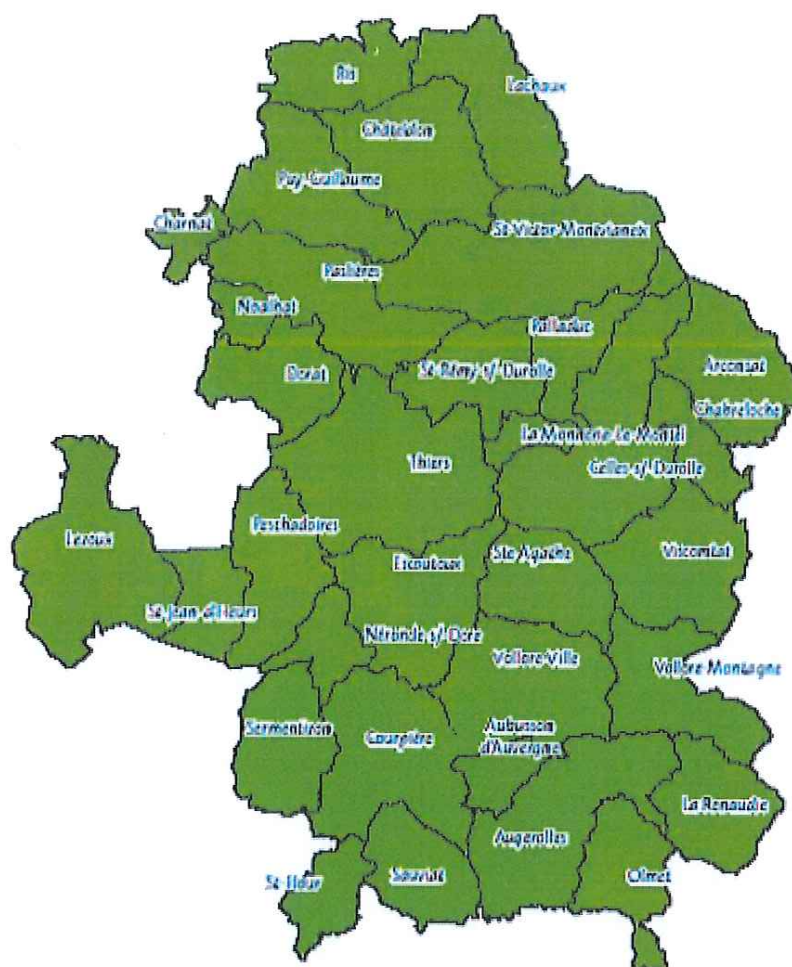 Ris
Lachaux
Châteldon
Puy-Guillaume
Charnat
St-Victor-Montvianeix
Paslières
Noalhat
Palladuc
Dorat
St-Rémy s/ Durolle
Arconsat
Chabreloche
La Monnerie-Le Montel
Thiers
Celles s/ Durolle
Peschadoires
Lezoux
Escoutoux
Ste Agathe
Viscomtat
St-Jean-d'Heurs
Néronde s/ Dore
Vollore-Ville
Vollore-Montagne
Sermentizon
Courpière
Aubusson
d'Auvergne
La Renaudie
Augerolles
St-Flour
Sauviat
Olmet